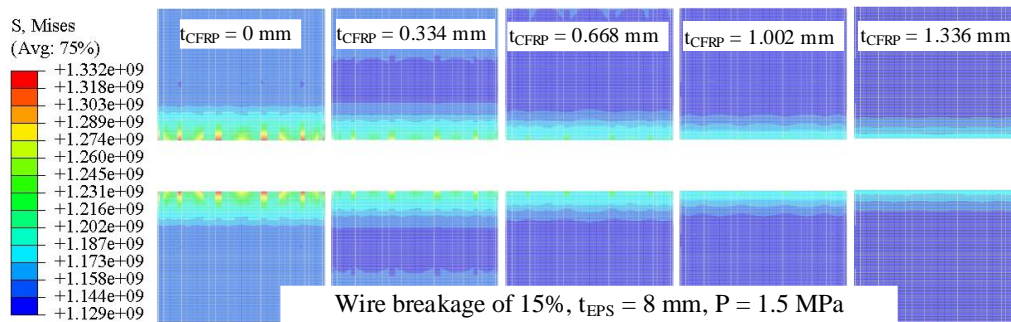 S, Mises
(Avg: 75%)
+1.332e+09
+1.318e+09
+1.303e+09
+1.289e+09
+1.274e+09
+1.260e+09
+1.245e+09
+1.231e+09
+1.216e+09
+1.202e+09
+1.187e+09
+1.173e+09
+1.158e+09
+1.144e+09
+1.129e+09
tCFRP = 0 mm
tCFRP = 0.334 mm
tCFRP = 0.668 mm
tCFRP = 1.002 mm
tCFRP = 1.336 mm
Wire breakage of 15%, tEPS = 8 mm, P = 1.5 MPa